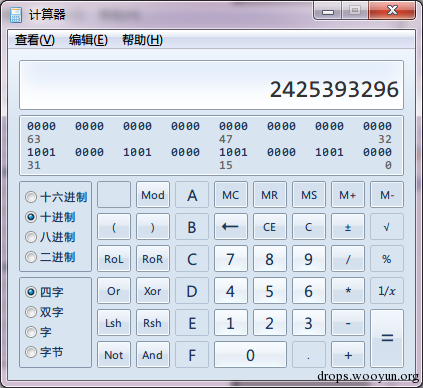 计算器
查看(V) 编辑(E) 帮助(H)
2425393296
0000 0000 0000 0000 0000 0000 0000 0000
63 47 32
1001 0000 1001 0000 1001 0000 1001 0000
31 15 0
十六进制 Mod A MC MR MS M+ M-
十进制 ( ) B ← CE C ± √
八进制
二进制 RoL RoR C 7 8 9 / %
四字 Or Xor D 4 5 6 * 1/x
双字
字 Lsh Rsh E 1 2 3 - =
字节 Not And F 0 . +
drops.wooyun.org